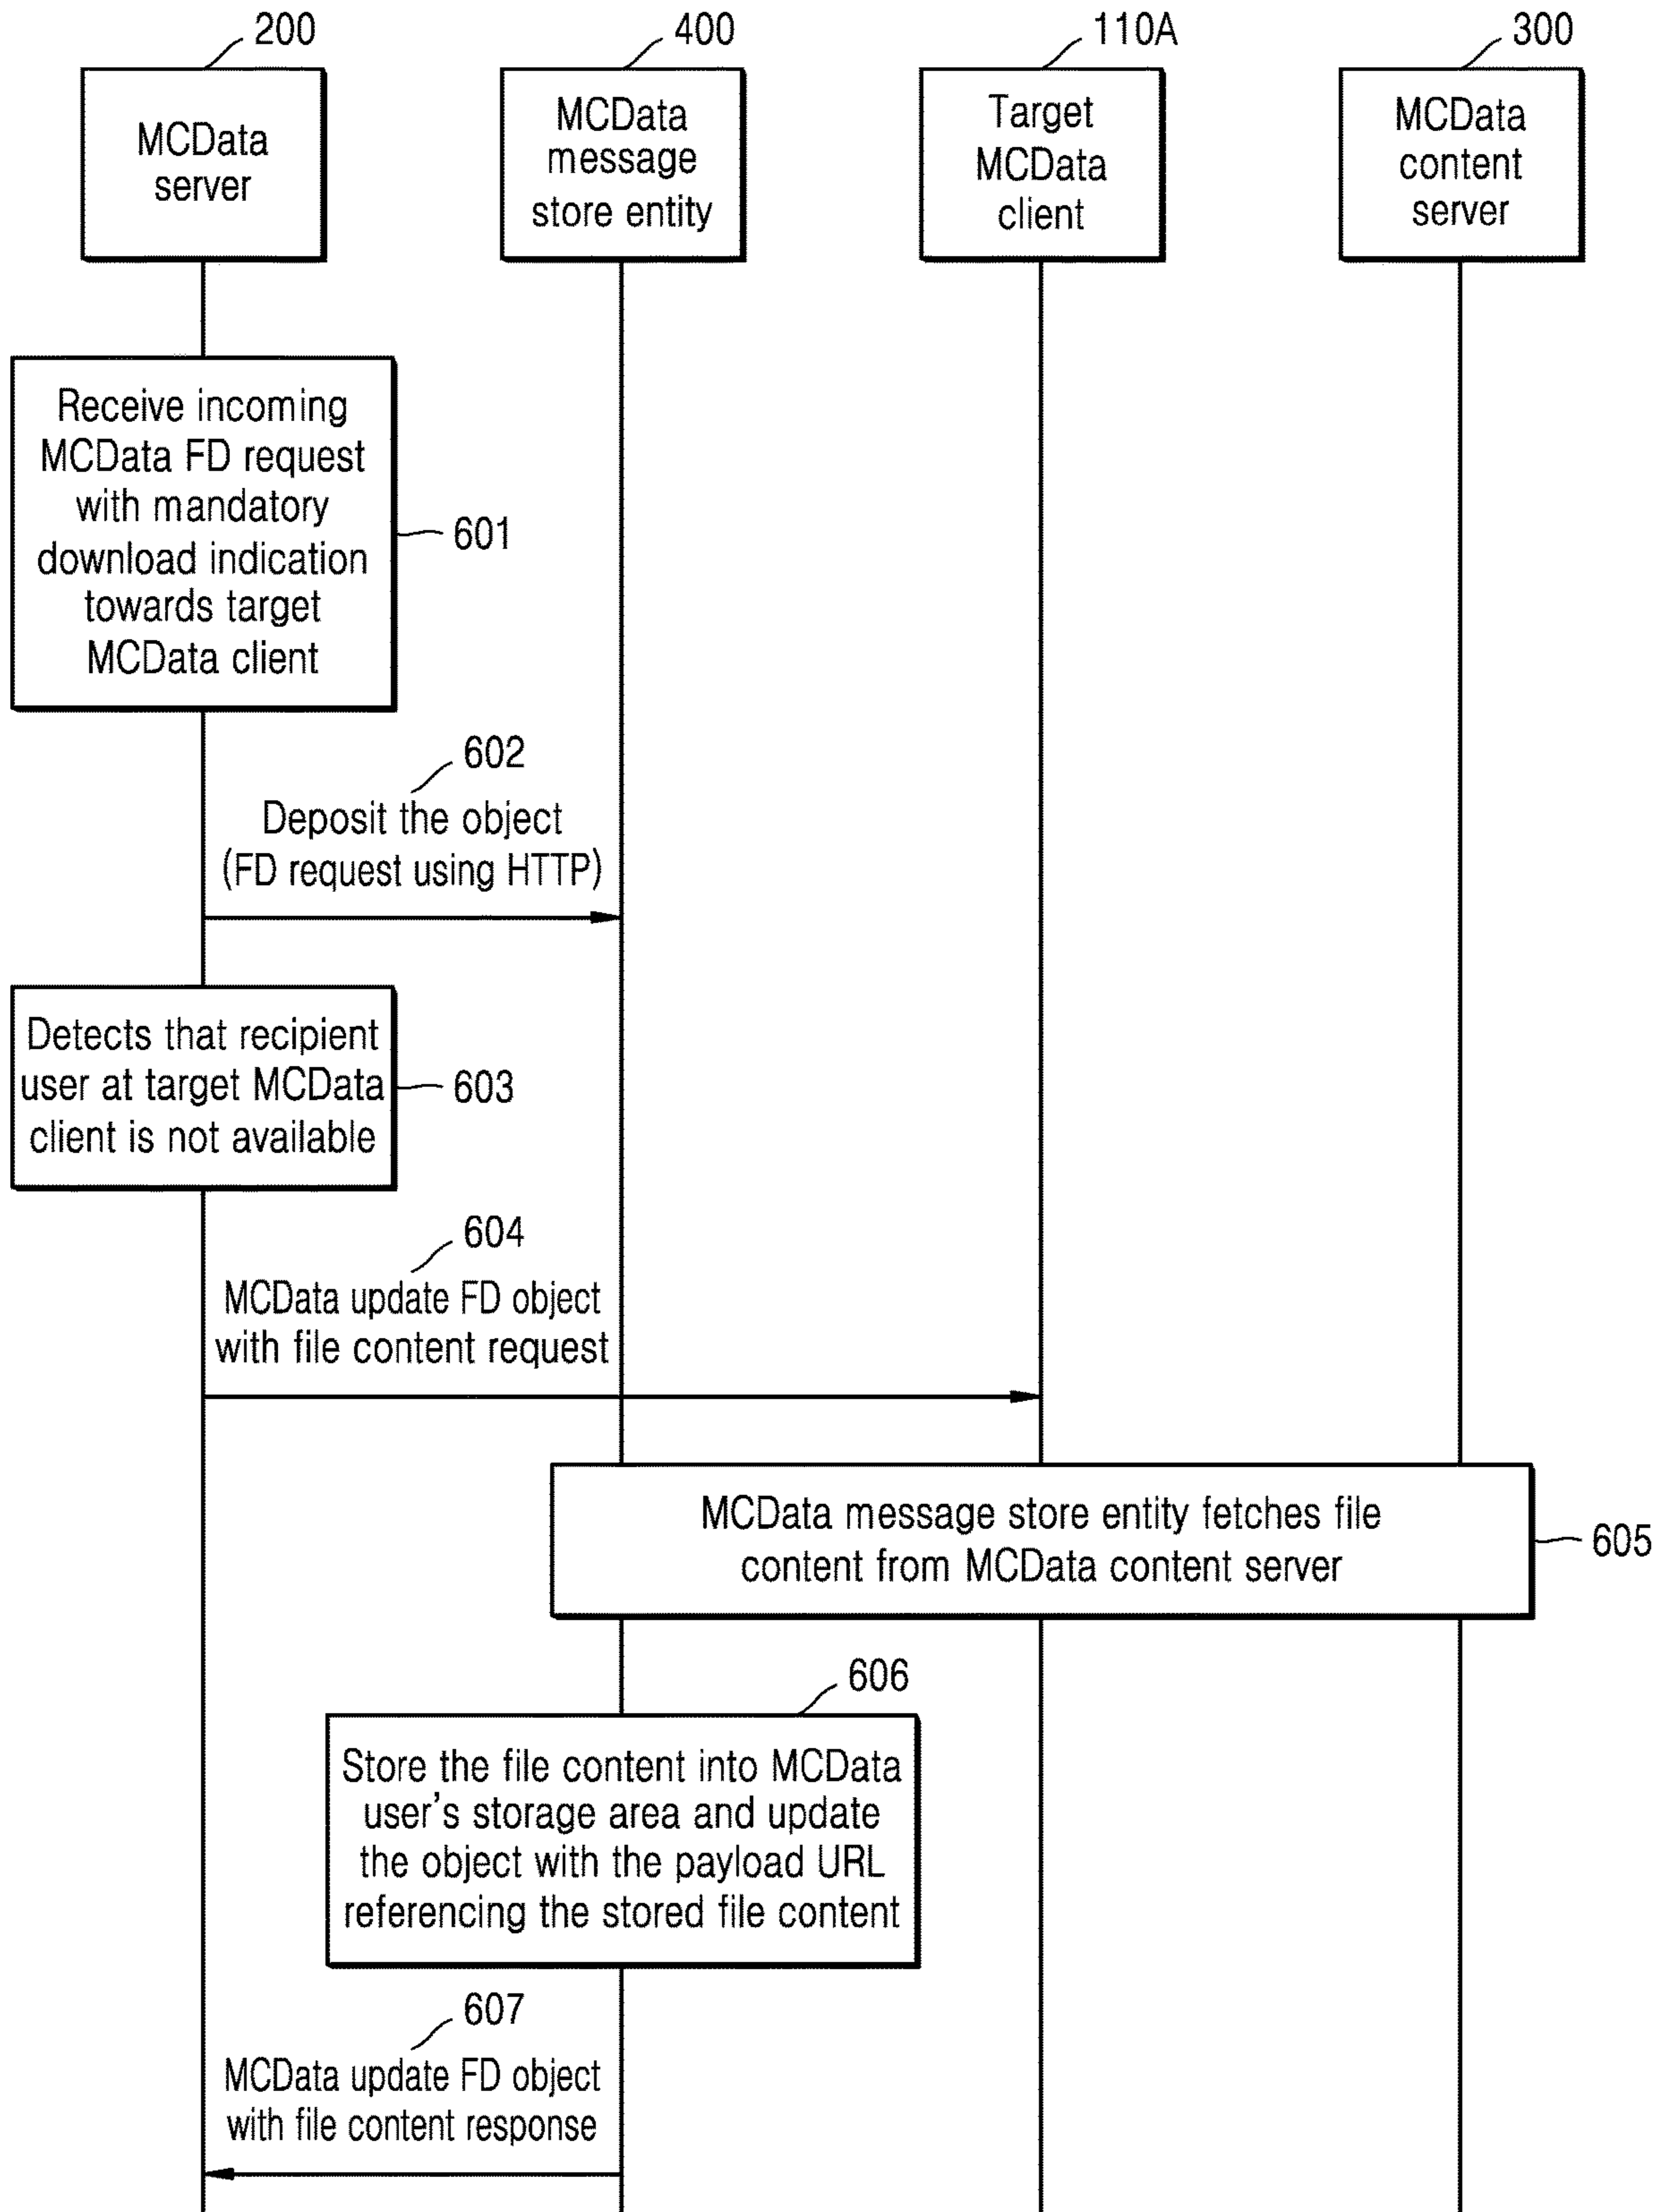 200
400
110A
300
MCData
server
MCData
message
store entity
Target
MCData
client
MCData
content
server
Receive incoming
MCData FD request
with mandatory
download indication
towards target
MCData client
601
602
Deposit the object
(FD request using HTTP)
Detects that recipient
user at target MCData
client is not available
603
604
MCData update FD object
with file content request
MCData message store entity fetches file
content from MCData content server
605
606
Store the file content into MCData
user's storage area and update
the object with the payload URL
referencing the stored file content
607
MCData update FD object
with file content response